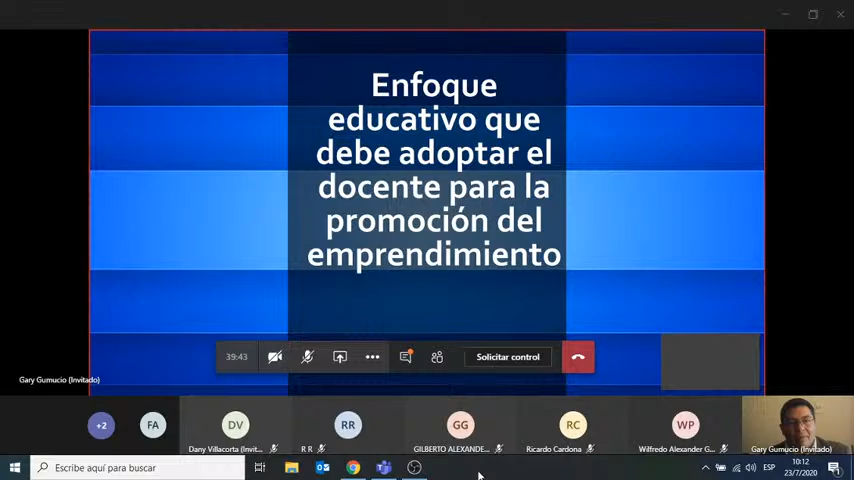 Enfoque
educativo que
debe adoptar el
docente para la
promoción del
emprendimiento
39:43
Solicitar control
Gary Gumucio (Invitado)
+2
FA
DV
RR
GG
RC
WP
Dany Villacorta (Invit...
R R
GILBERTO ALEXANDE...
Ricardo Cardona
Wilfredo Alexander G...
Gary Gumucio (Invitado)
Escribe aquí para buscar
ESP
10:12
23/7/2020